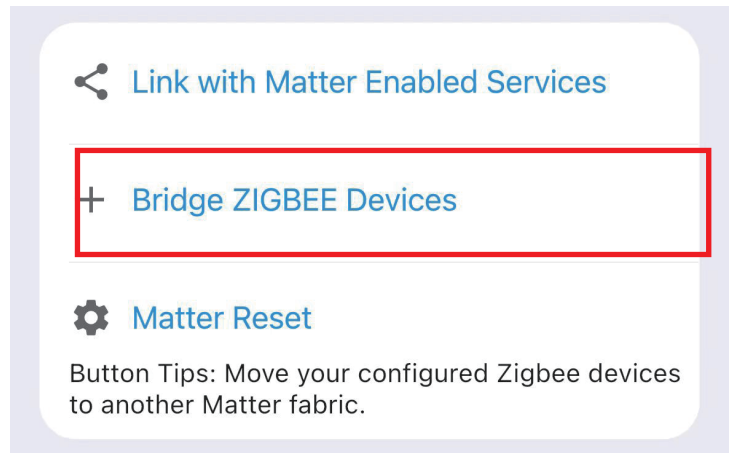 Link with Matter Enabled Services
Bridge ZIGBEE Devices
Matter Reset
Button Tips: Move your configured Zigbee devices
to another Matter fabric.